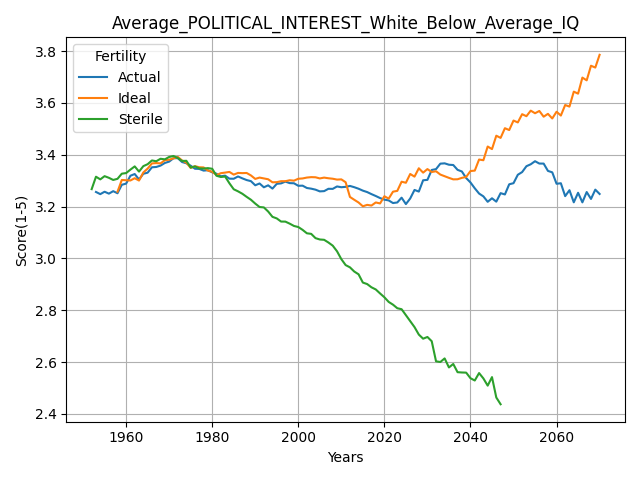 Average_POLITICAL_INTEREST_White_Below_Average_IQ
Fertility
Actual
Ideal
Sterile
Score(1-5)
3.8
3.6
3.4
3.2
3.0
2.8
2.6
2.4
1960 1980 2000 2020 2040 2060
Years